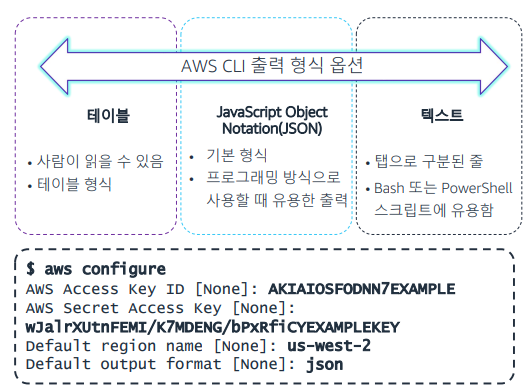 AWS CLI 출력 형식 옵션
테이블
• 사람이 읽을 수 있음
• 테이블 형식
JavaScript Object
Notation(JSON)
• 기본 형식
• 프로그래밍 방식으로
사용할 때 유용한 출력
텍스트
• 탭으로 구분된 줄
• Bash 또는 PowerShell
스크립트에 유용함
$ aws configure
AWS Access Key ID [None]: AKIAIOSFODNN7EXAMPLE
AWS Secret Access Key [None]:
wJalrXUtnFEMI/K7MDENG/bPxRfiCYEXAMPLEKEY
Default region name [None]: us-west-2
Default output format [None]: json